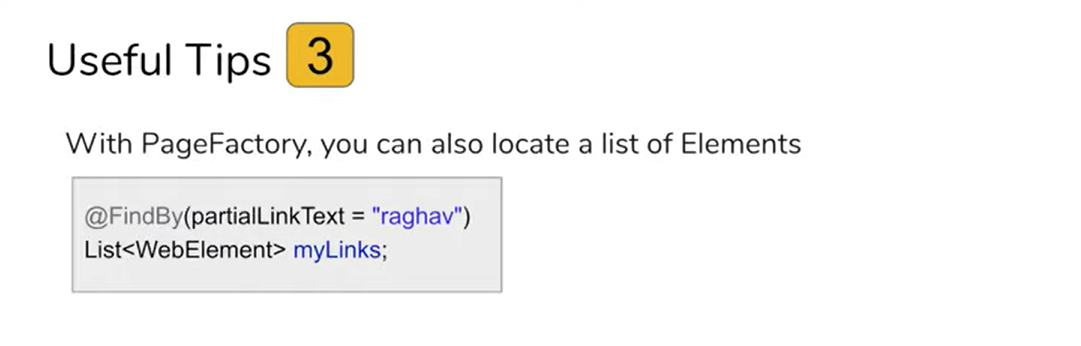 Useful Tips 3
With PageFactory, you can also locate a list of Elements
@FindBy(partialLinkText = "raghav")
List<WebElement> myLinks;